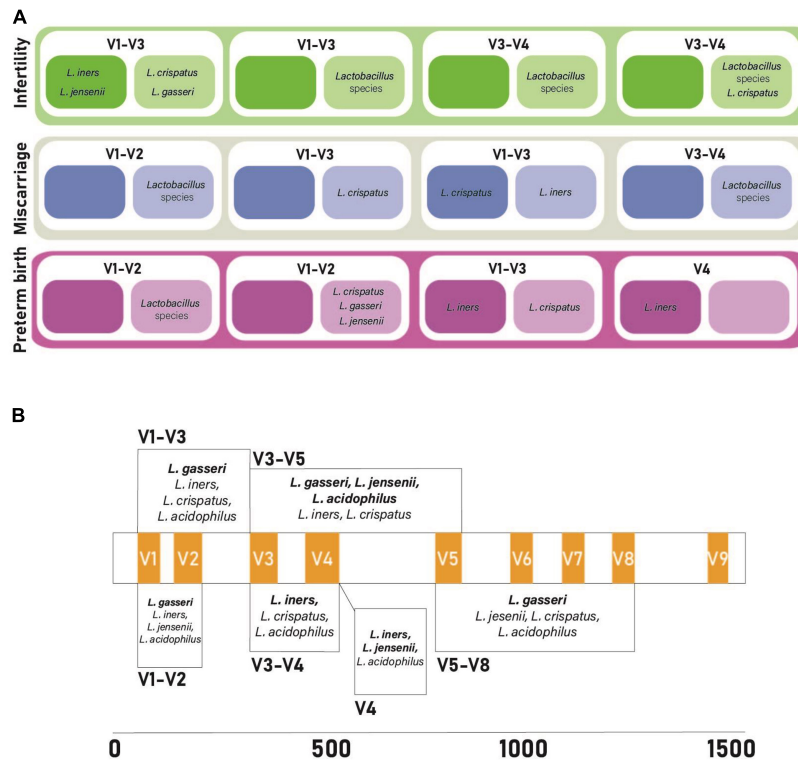 A
Infertility
V1–V3
L. iners
L. jensenii
L. crispatus
L. gasseri
V1–V3
Lactobacillus
species
V3–V4
Lactobacillus
species
V3–V4
Lactobacillus
species
L. crispatus
Miscarriage
V1–V2
Lactobacillus
species
V1–V3
L. crispatus
V1–V3
L. crispatus
L. iners
V3–V4
Lactobacillus
species
Preterm birth
V1–V2
Lactobacillus
species
V1–V2
L. crispatus
L. gasseri
L. jensenii
V1–V3
L. iners
L. crispatus
V4
L. iners
B
V1–V3
L. gasseri
L. iners,
L. crispatus,
L. acidophilus
V3–V5
L. gasseri, L. jensenii,
L. acidophilus
L. iners, L. crispatus
V1 V2 V3 V4 V5 V6 V7 V8 V9
L. gasseri
L. iners,
L. jensenii,
L. acidophilus
V1–V2
L. iners,
L. crispatus,
L. acidophilus
V3–V4
L. iners,
L. jensenii,
L. acidophilus
V4
L. gasseri
L. jesenii, L. crispatus,
L. acidophilus
V5–V8
0 500 1000 1500